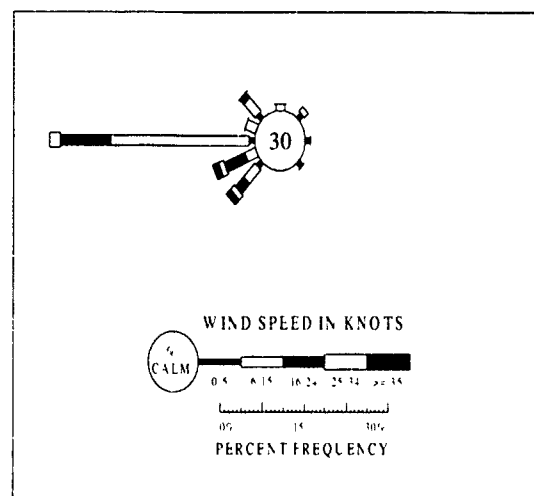 30
WIND SPEED IN KNOTS
%
CALM
0-5 6-15 16-24 25-34 >=35
0% 15 30%
PERCENT FREQUENCY